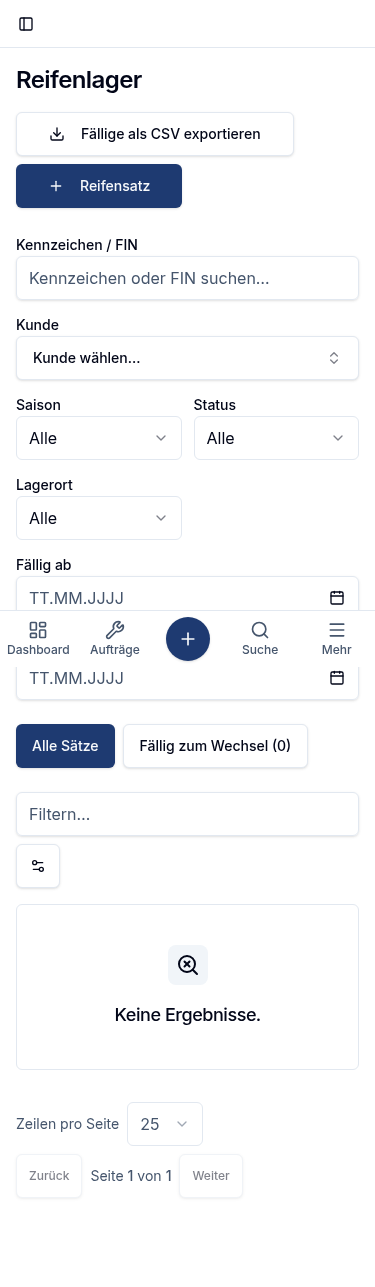 Reifenlager
Fällige als CSV exportieren
Reifensatz
Kennzeichen / FIN
Kennzeichen oder FIN suchen...
Kunde
Kunde wählen...
Saison
Status
Alle
Alle
Lagerort
Alle
Fällig ab
TT.MM.JJJJ
Dashboard
Aufträge
Suche
Mehr
TT.MM.JJJJ
Alle Sätze
Fällig zum Wechsel (0)
Filtern...
Keine Ergebnisse.
Zeilen pro Seite
25
Zurück
Seite 1 von 1
Weiter